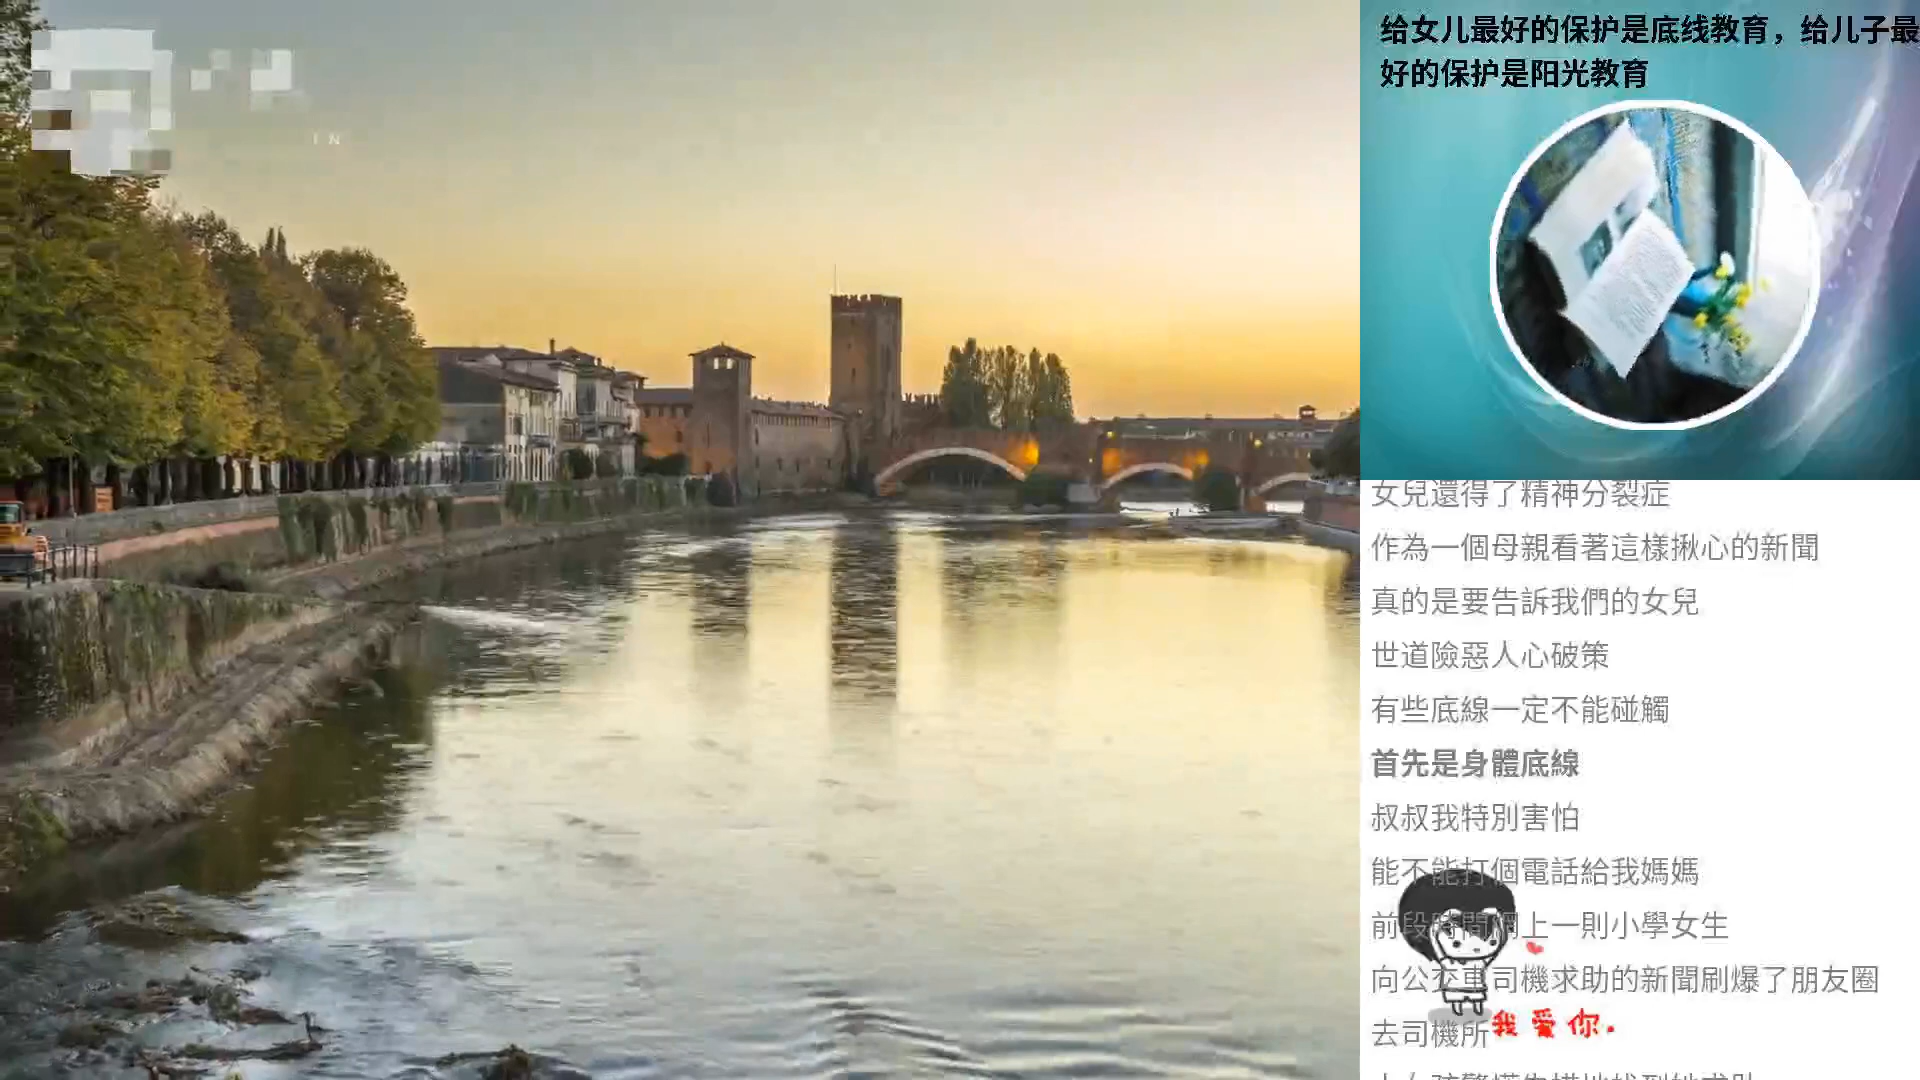 IN
给女儿最好的保护是底线教育，给儿子最
好的保护是阳光教育
女兒還得了精神分裂症
作為一個母親看著這樣揪心的新聞
真的是要告訴我們的女兒
世道險惡人心破策
有些底線一定不能碰觸
首先是身體底線
叔叔我特別害怕
能不能打個電話給我媽媽
前段時間網上一則小學女生
向公交車司機求助的新聞刷爆了朋友圈
去司機所
我爱你.